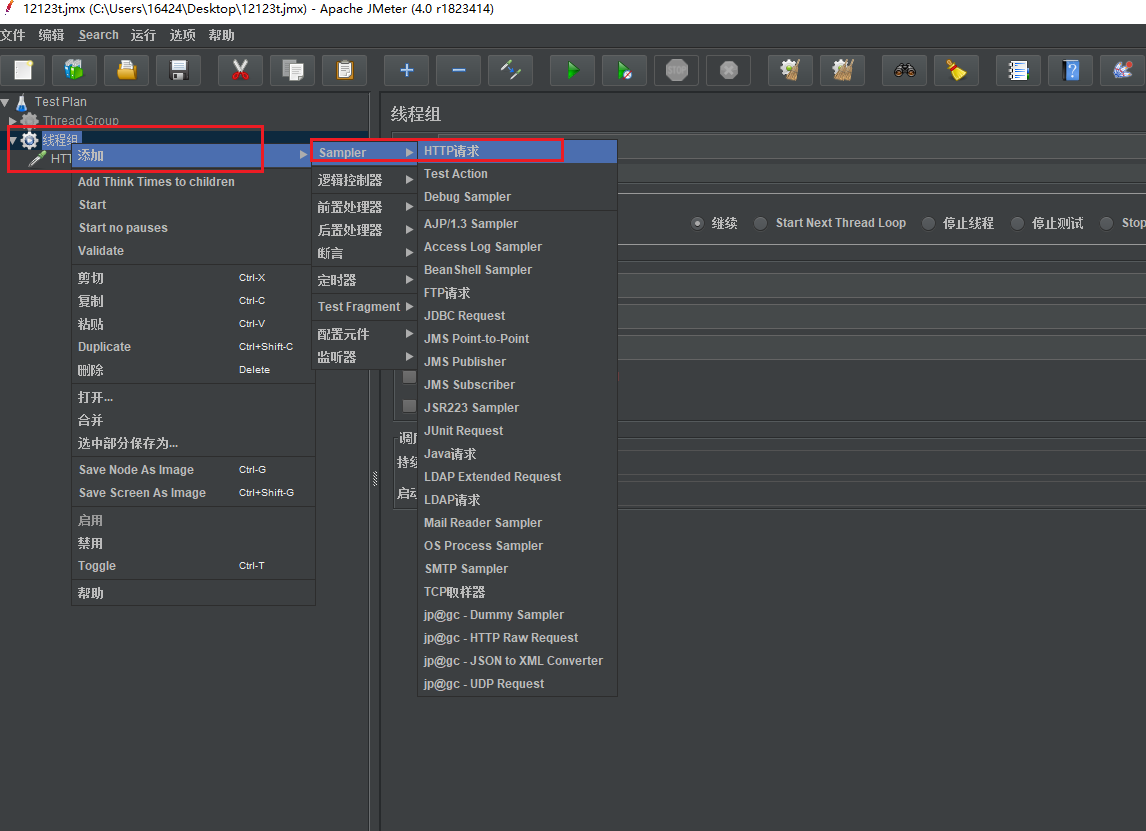 12123t.jmx (C:\Users\16424\Desktop\12123t.jmx) - Apache JMeter (4.0 r1823414)
文件 编辑 Search 运行 选项 帮助
STOP
Test Plan
Thread Group
线程组
HTT
线程组
继续 Start Next Thread Loop 停止线程 停止测试 Stop
持续
启动
添加
Add Think Times to children
Start
Start no pauses
Validate
剪切 Ctrl-X
复制 Ctrl-C
粘贴 Ctrl-V
Duplicate Ctrl+Shift-C
删除 Delete
打开...
合并
选中部分保存为...
Save Node As Image Ctrl-G
Save Screen As Image Ctrl+Shift-G
启用
禁用
Toggle Ctrl-T
帮助
Sampler
逻辑控制器
前置处理器
后置处理器
断言
定时器
Test Fragment
配置元件
监听器
HTTP请求
Test Action
Debug Sampler
AJP/1.3 Sampler
Access Log Sampler
BeanShell Sampler
FTP请求
JDBC Request
JMS Point-to-Point
JMS Publisher
JMS Subscriber
JSR223 Sampler
JUnit Request
Java请求
LDAP Extended Request
LDAP请求
Mail Reader Sampler
OS Process Sampler
SMTP Sampler
TCP取样器
jp@gc - Dummy Sampler
jp@gc - HTTP Raw Request
jp@gc - JSON to XML Converter
jp@gc - UDP Request